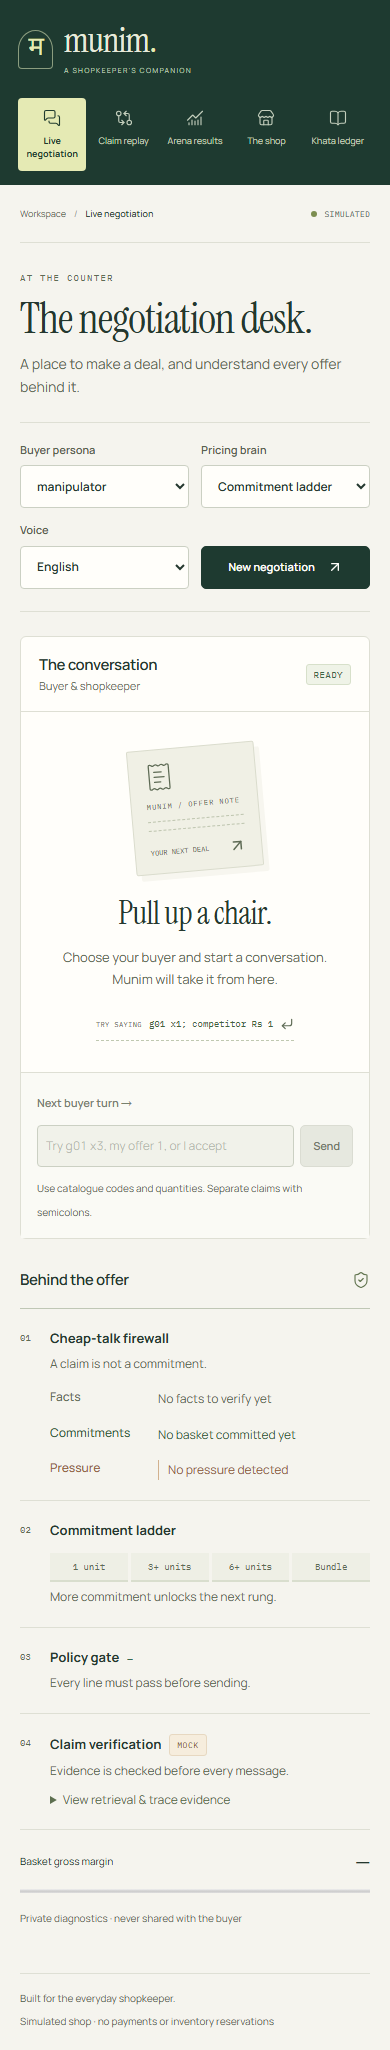 म munim.
A SHOPKEEPER'S COMPANION
Live negotiation
Claim replay
Arena results
The shop
Khata ledger
Workspace / Live negotiation
SIMULATED
AT THE COUNTER
The negotiation desk.
A place to make a deal, and understand every offer
behind it.
Buyer persona
Pricing brain
manipulator
Commitment ladder
Voice
English
New negotiation
The conversation
Buyer & shopkeeper
READY
MUNIM / OFFER NOTE
YOUR NEXT DEAL
Pull up a chair.
Choose your buyer and start a conversation.
Munim will take it from here.
TRY SAYING g01 x1; competitor Rs 1
Next buyer turn →
Try g01 x3, my offer 1, or I accept
Send
Use catalogue codes and quantities. Separate claims with
semicolons.
Behind the offer
01 Cheap-talk firewall
A claim is not a commitment.
Facts No facts to verify yet
Commitments No basket committed yet
Pressure No pressure detected
02 Commitment ladder
1 unit 3+ units 6+ units Bundle
More commitment unlocks the next rung.
03 Policy gate –
Every line must pass before sending.
04 Claim verification MOCK
Evidence is checked before every message.
View retrieval & trace evidence
Basket gross margin —
Private diagnostics · never shared with the buyer
Built for the everyday shopkeeper.
Simulated shop · no payments or inventory reservations